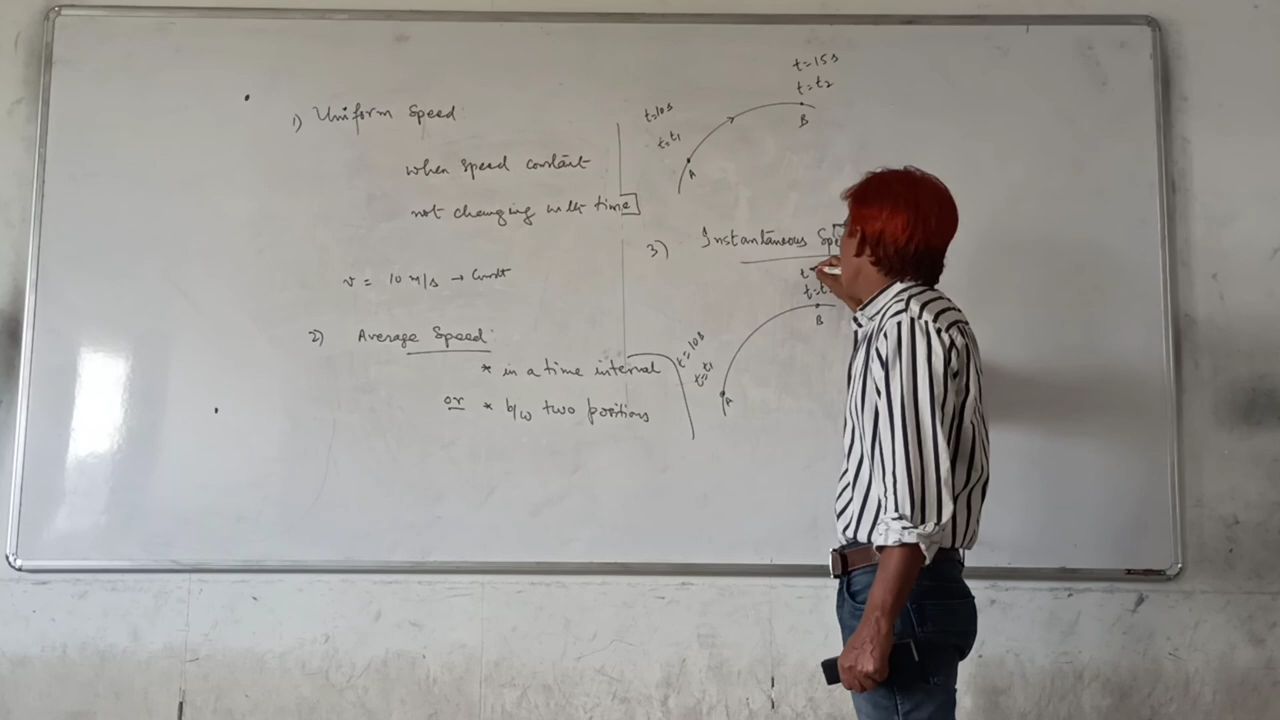 1) Uniform Speed
when speed constant
not changing with time
v = 10 m/s → Const
2) Average Speed:
* in a time interval
or * b/w two positions
t=15s
t=t2
t=10s
t=t1
A
B
3) Instantaneous
t
t=t
B
t=10s
t=t1
A